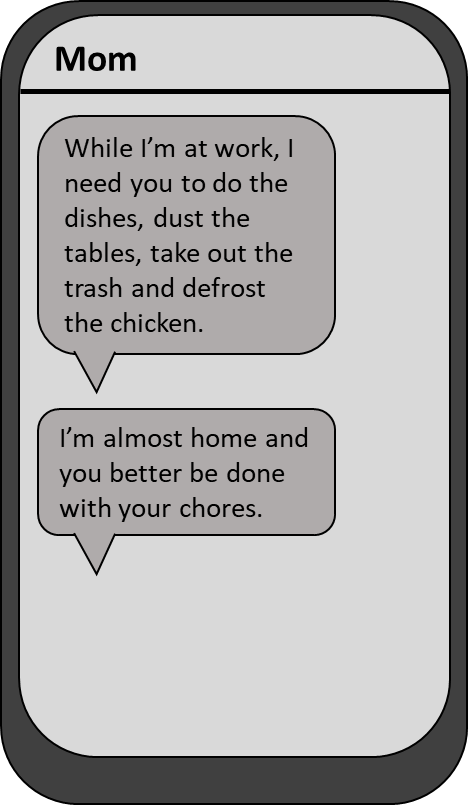 Mom
While I’m at work, I
need you to do the
dishes, dust the
tables, take out the
trash and defrost
the chicken.
I’m almost home and
you better be done
with your chores.